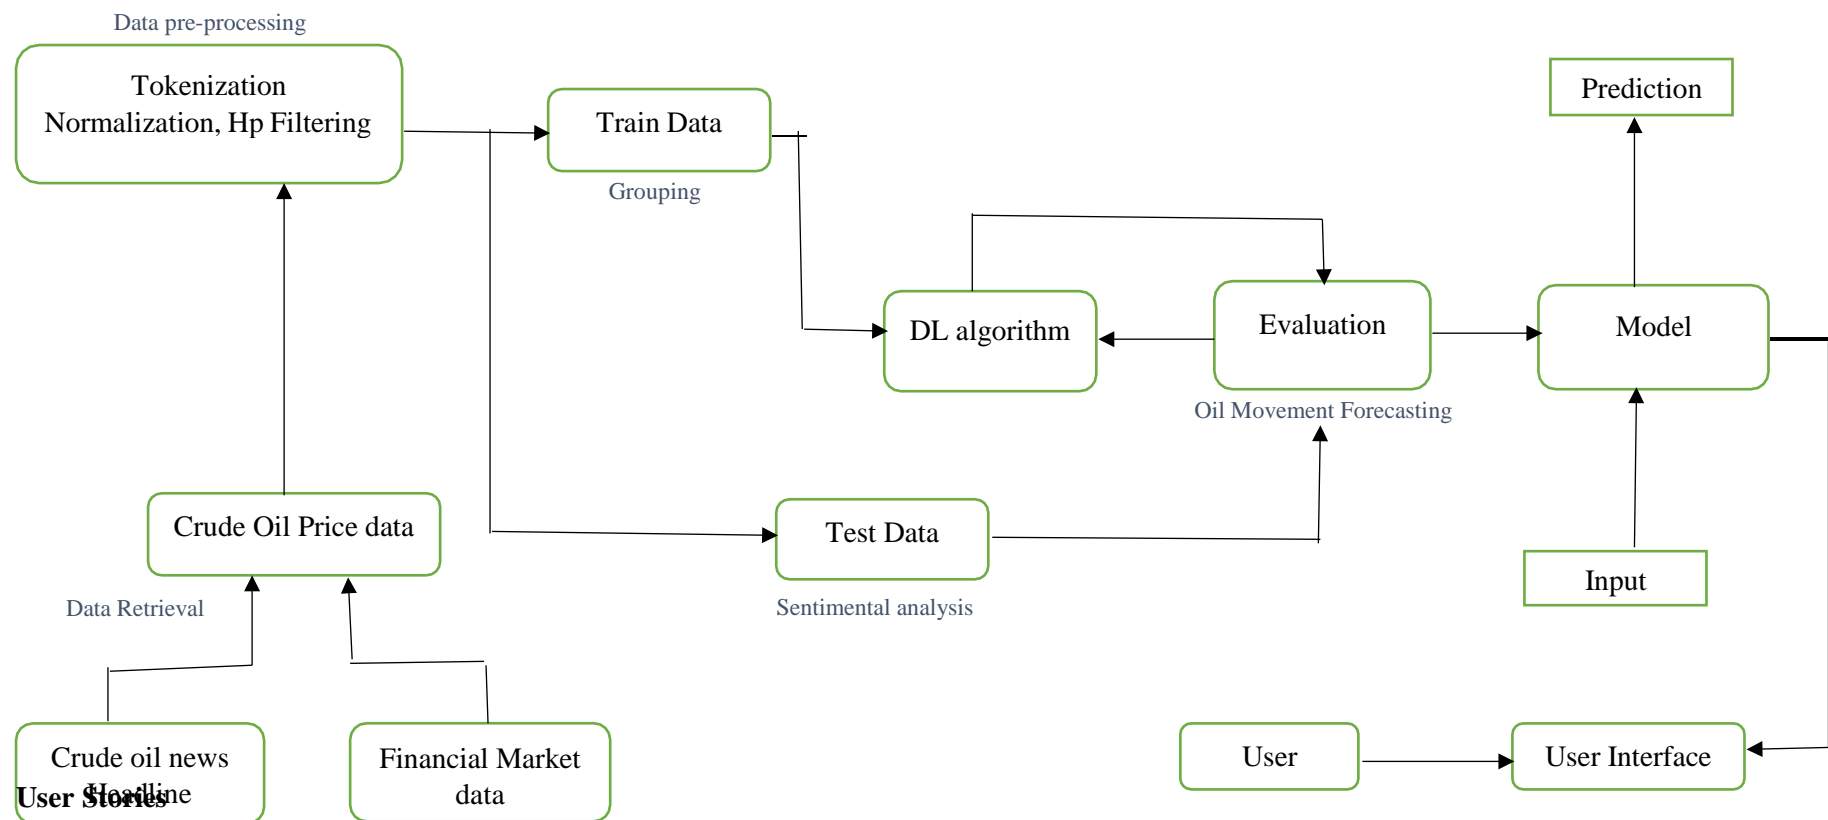 Data pre-processing
Tokenization
Normalization, Hp Filtering
Train Data
Grouping
Prediction
DL algorithm
Evaluation
Model
Oil Movement Forecasting
Crude Oil Price data
Test Data
Data Retrieval
Sentimental analysis
Input
Crude oil news
Headline
Financial Market
data
User
User Interface
User Stories